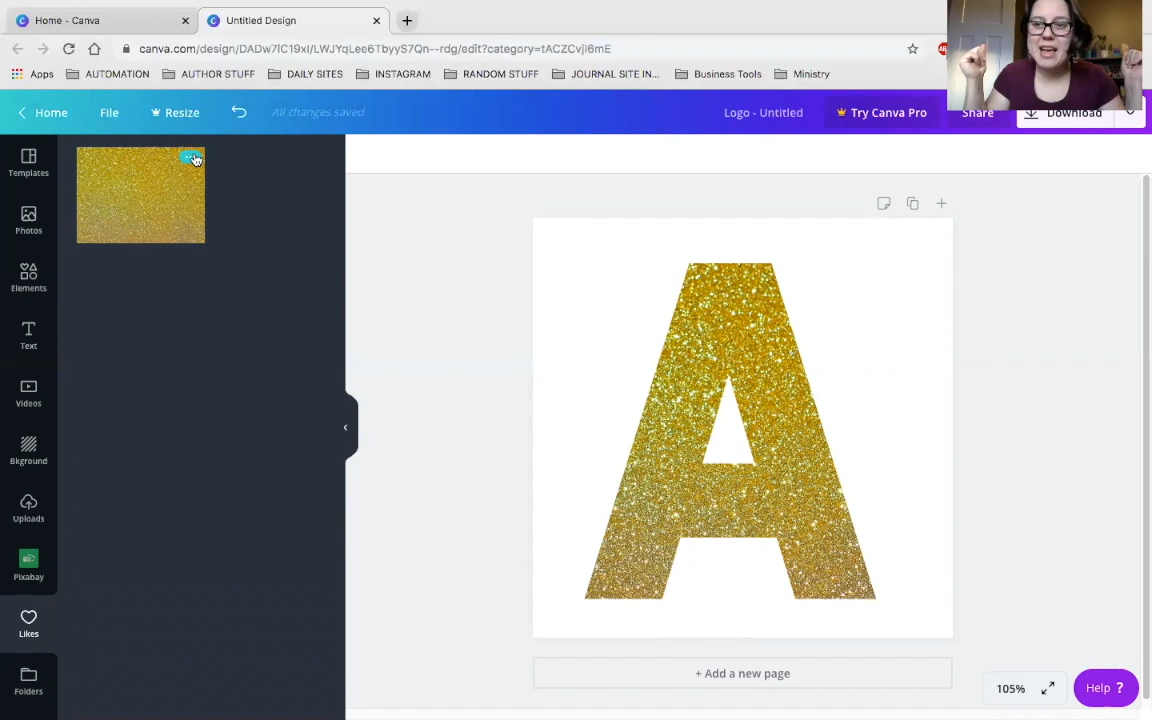 Home - Canva
Untitled Design
canva.com/design/DADw7lC19xI/LWJYqLee6TbyyS7Qn--rdg/edit?category=tACZCvjI6mE
Apps AUTOMATION AUTHOR STUFF DAILY SITES INSTAGRAM RANDOM STUFF JOURNAL SITE IN... Business Tools Ministry
Home File Resize All changes saved Logo - Untitled Try Canva Pro Share Download
Templates
Photos
Elements
Text
Videos
Bkground
Uploads
Pixabay
Likes
Folders
A
+ Add a new page
105%
Help ?